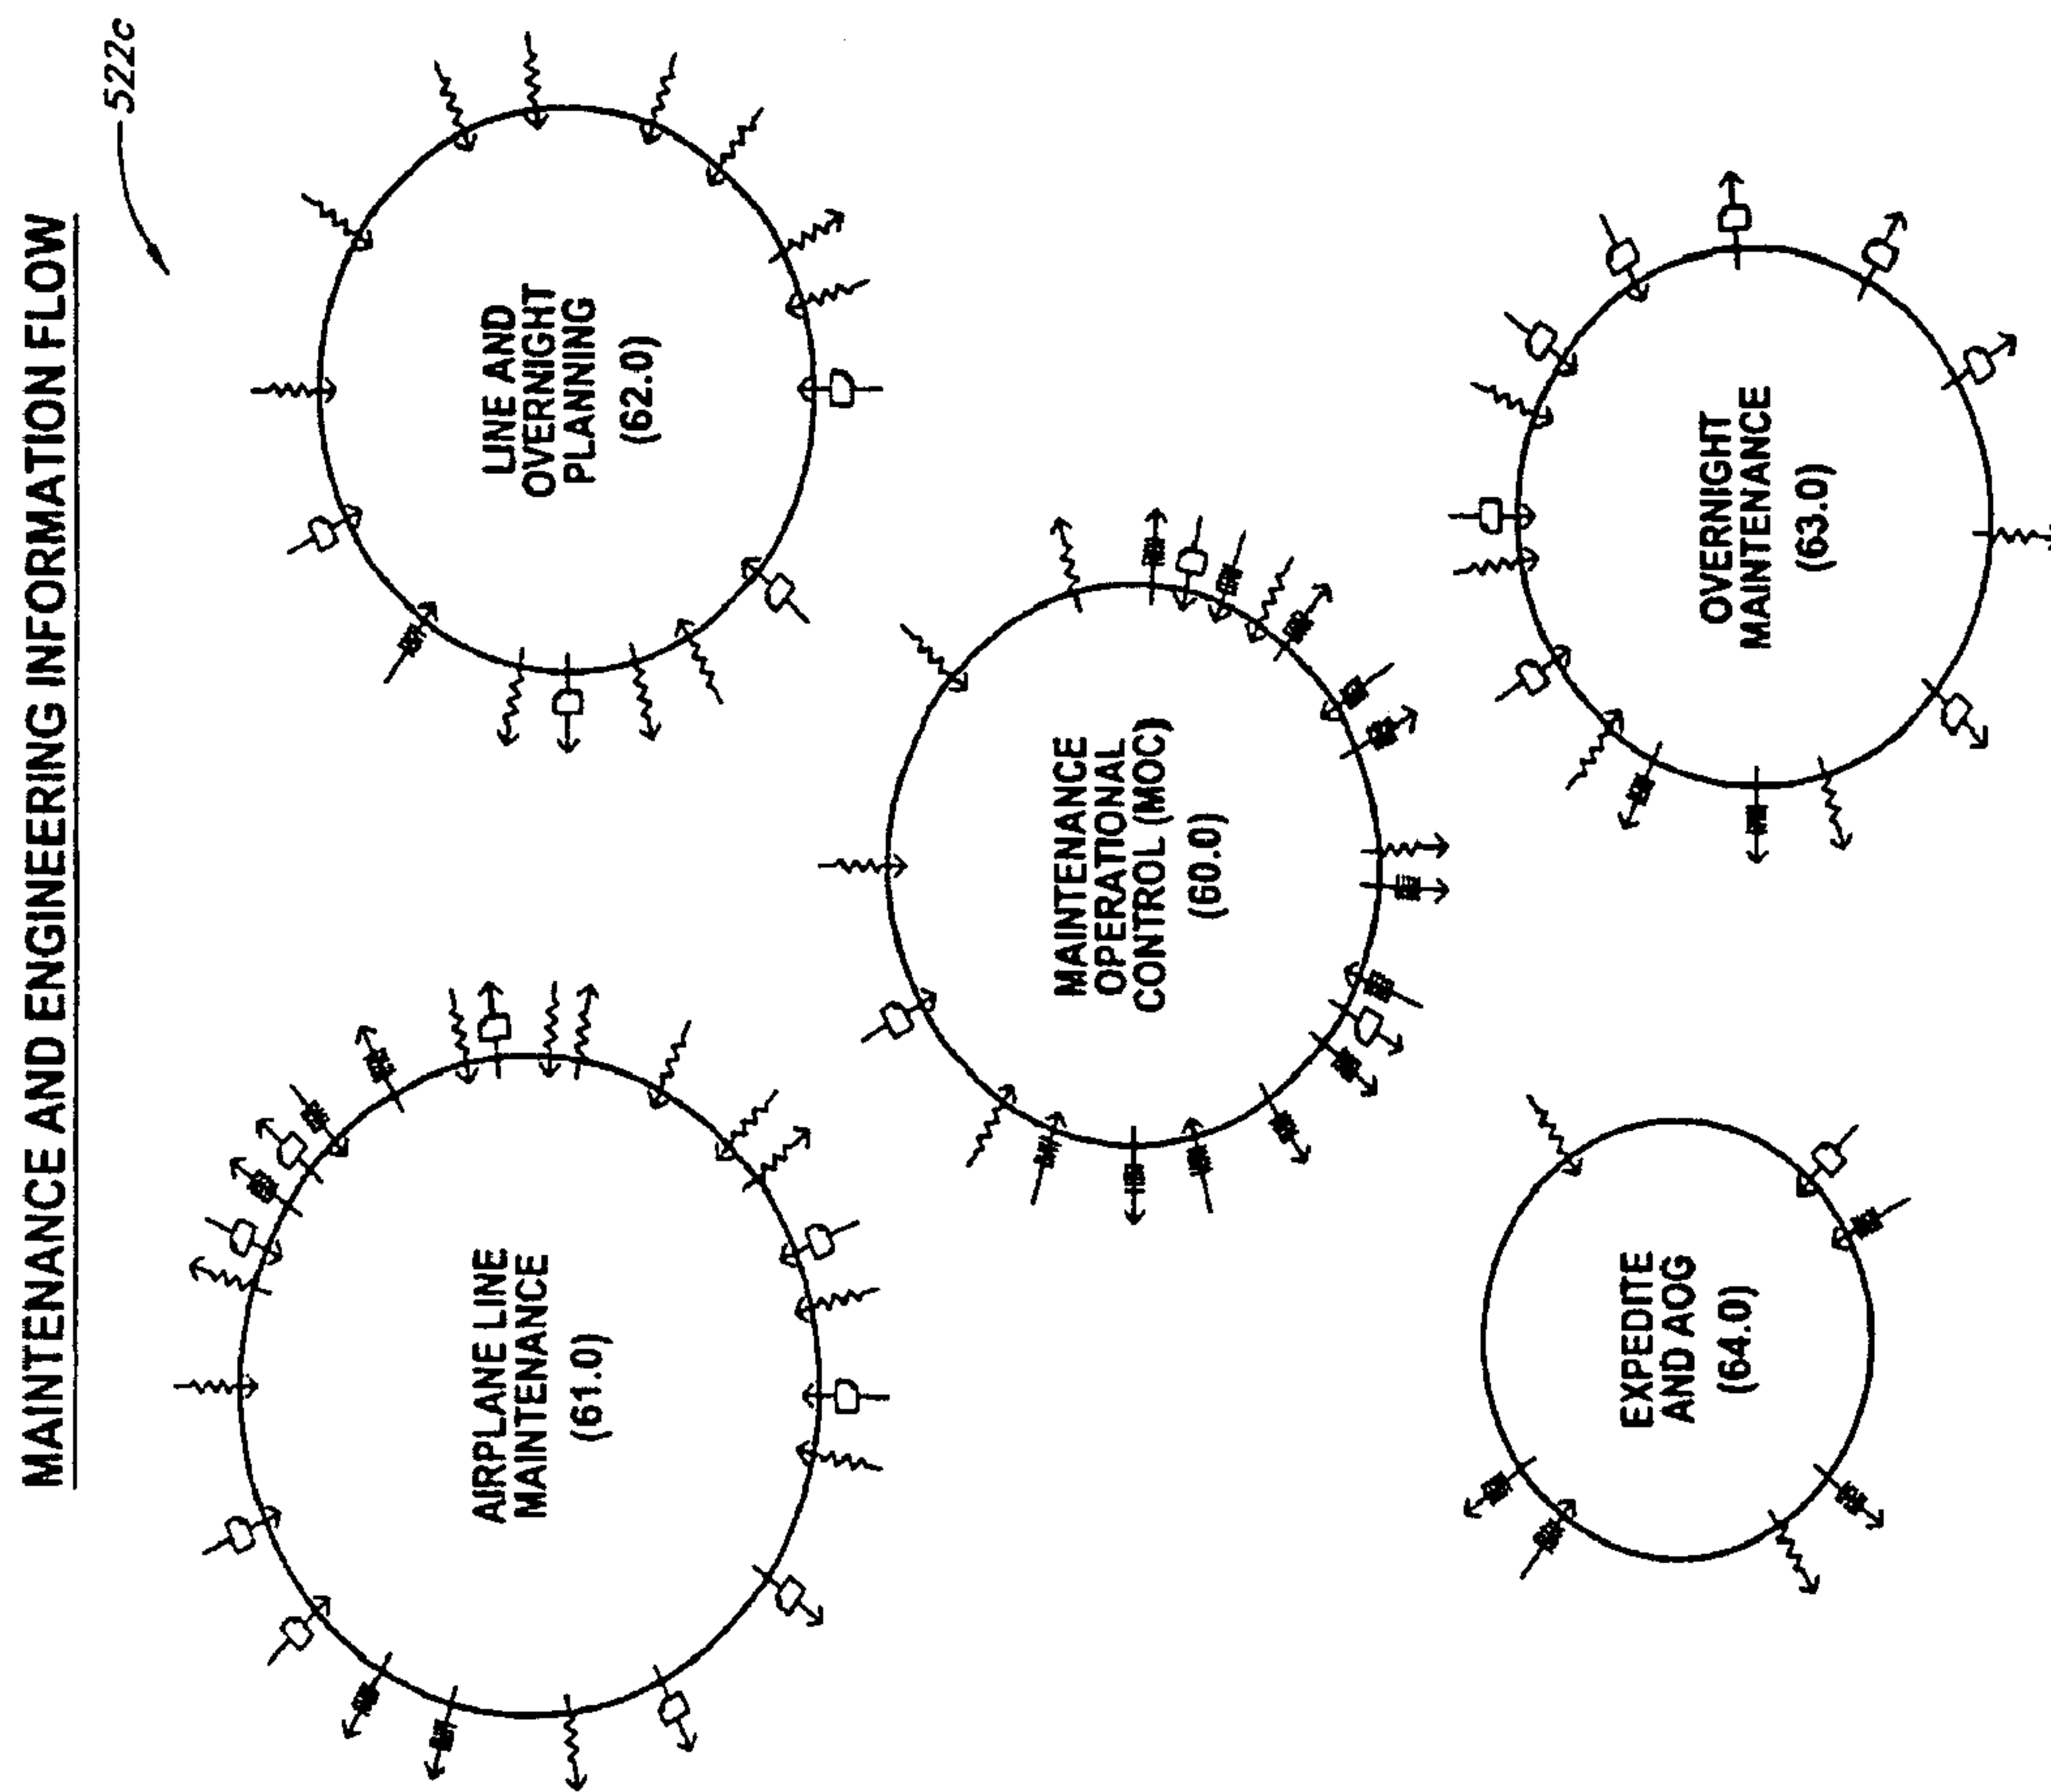 MAINTENANCE AND ENGINEERING INFORMATION FLOW
522c
AIRPLANE LINE
MAINTENANCE
(61.0)
LINE AND
OVERNIGHT
PLANNING
(62.0)
MAINTENANCE
OPERATIONAL
CONTROL (MOC)
(60.0)
EXPEDITE
AND AOG
(64.0)
OVERNIGHT
MAINTENANCE
(63.0)